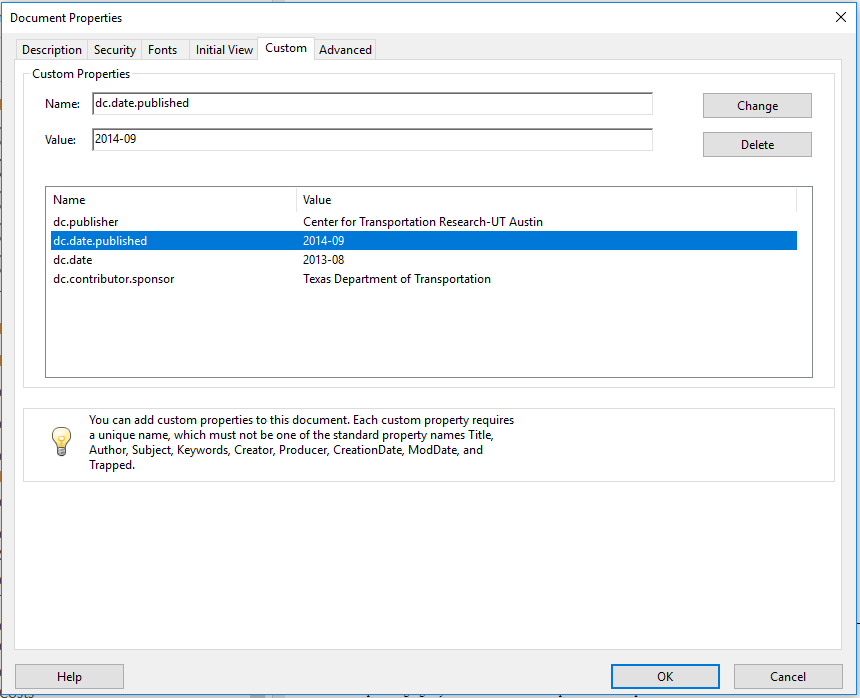 Document Properties
Description Security Fonts Initial View Custom Advanced
Custom Properties
Name: dc.date.published Change
Value: 2014-09 Delete
Name Value
dc.publisher Center for Transportation Research-UT Austin
dc.date.published 2014-09
dc.date 2013-08
dc.contributor.sponsor Texas Department of Transportation
You can add custom properties to this document. Each custom property requires
a unique name, which must not be one of the standard property names Title,
Author, Subject, Keywords, Creator, Producer, CreationDate, ModDate, and
Trapped.
Help OK Cancel